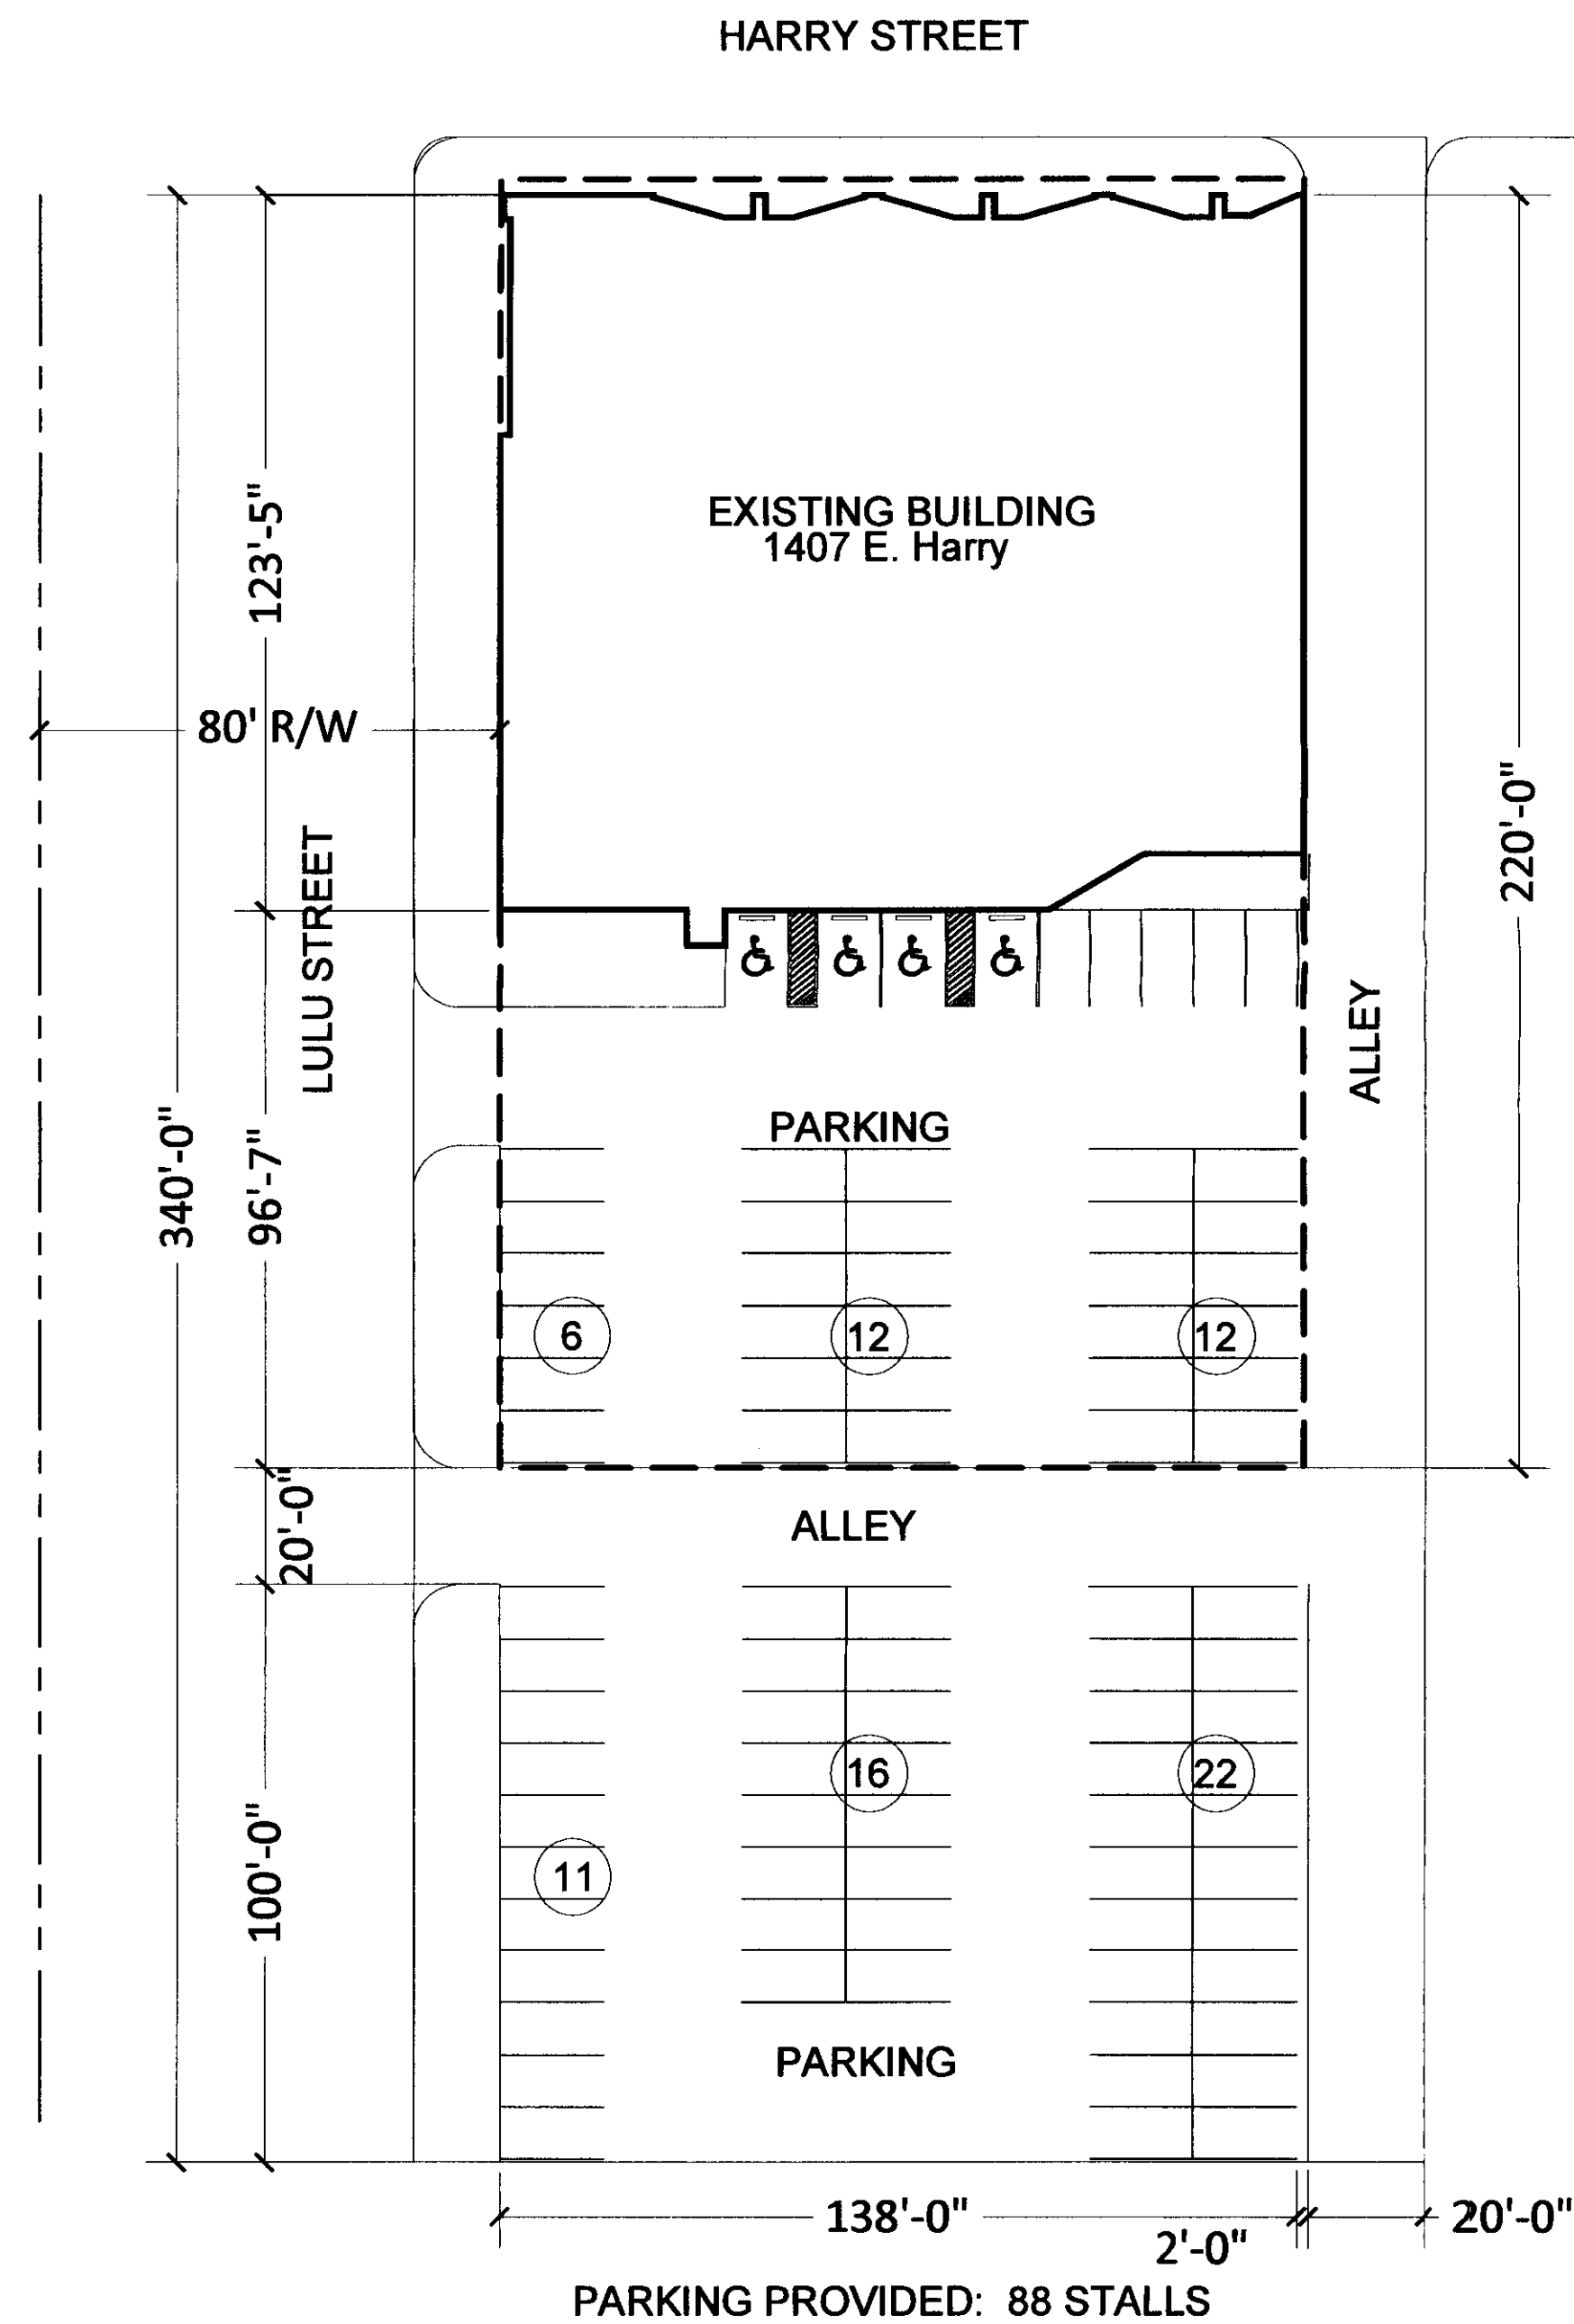 HARRY STREET
EXISTING BUILDING
1407 E. Harry
123'-5"
80' R/W
LULU STREET
220'-0"
ALLEY
340'-0"
96'-7"
PARKING
6
12
12
20'-0"
ALLEY
16
22
11
100'-0"
PARKING
138'-0"
2'-0"
20'-0"
PARKING PROVIDED: 88 STALLS